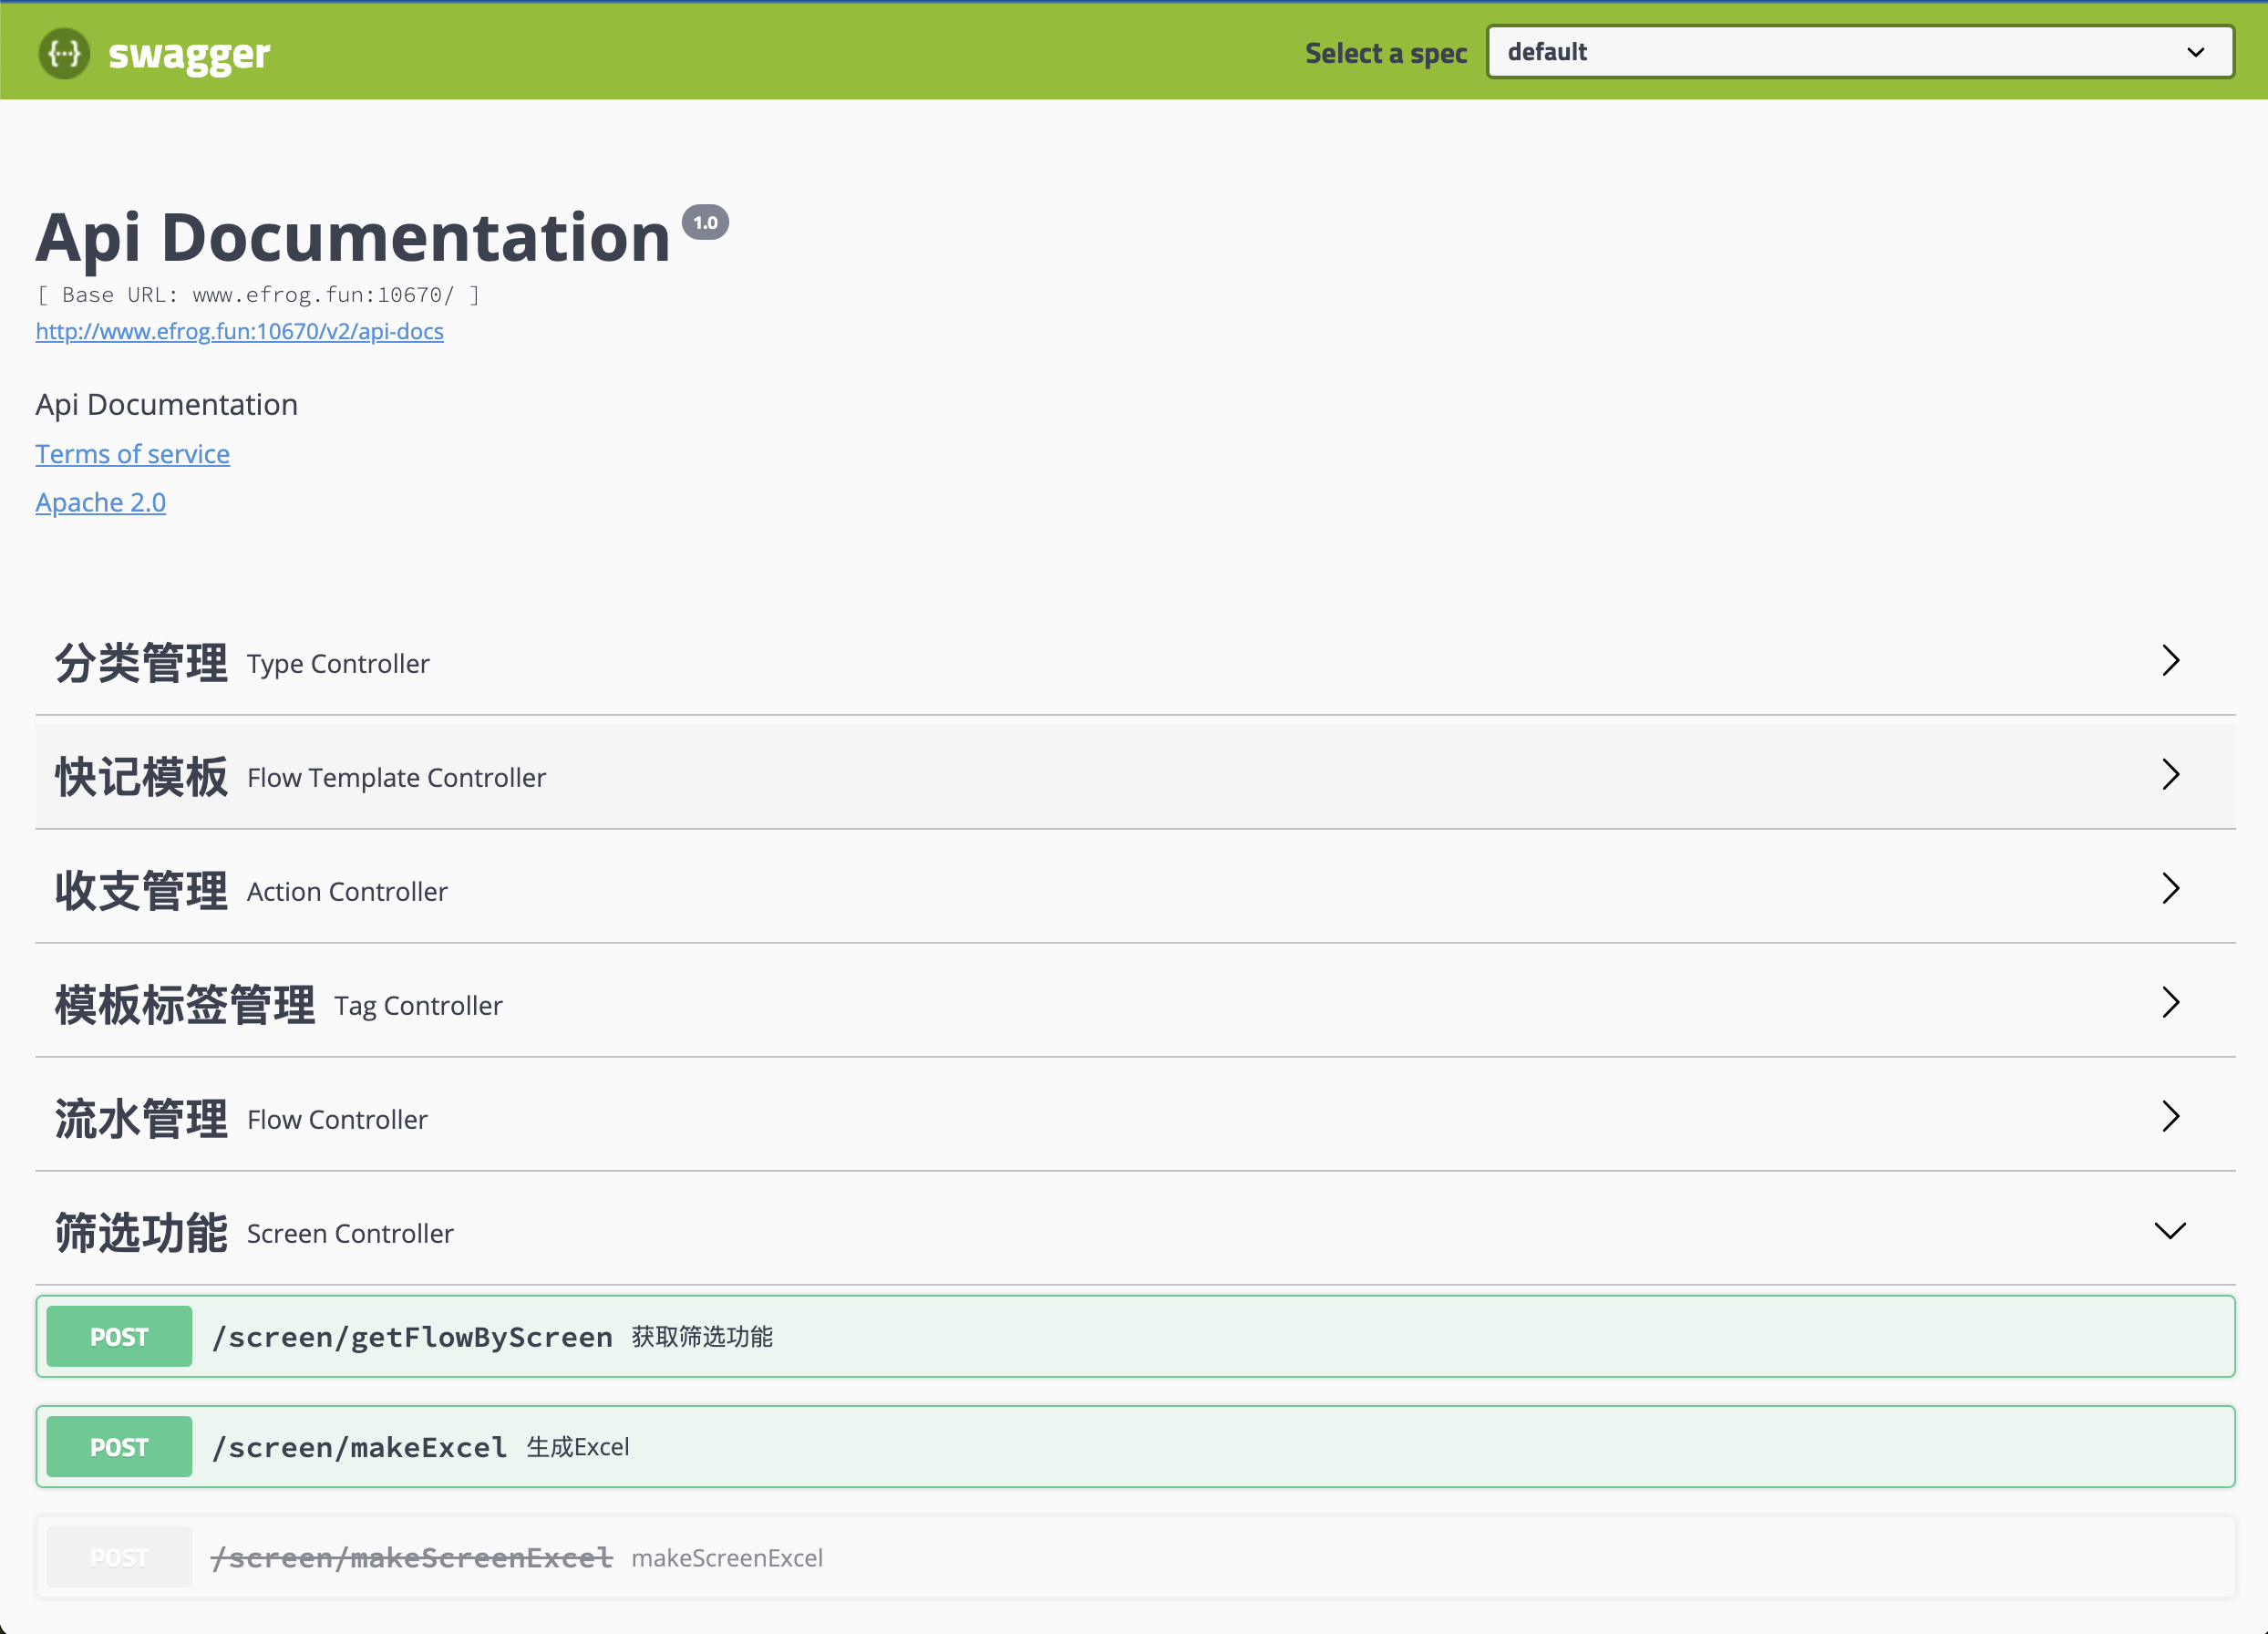 swagger
Select a spec default
Api Documentation 1.0
[ Base URL: www.efrog.fun:10670/ ]
http://www.efrog.fun:10670/v2/api-docs
Api Documentation
Terms of service
Apache 2.0
分类管理 Type Controller
快记模板 Flow Template Controller
收支管理 Action Controller
模板标签管理 Tag Controller
流水管理 Flow Controller
筛选功能 Screen Controller
POST /screen/getFlowByScreen 获取筛选功能
POST /screen/makeExcel 生成Excel
POST /screen/makeScreenExcel makeScreenExcel